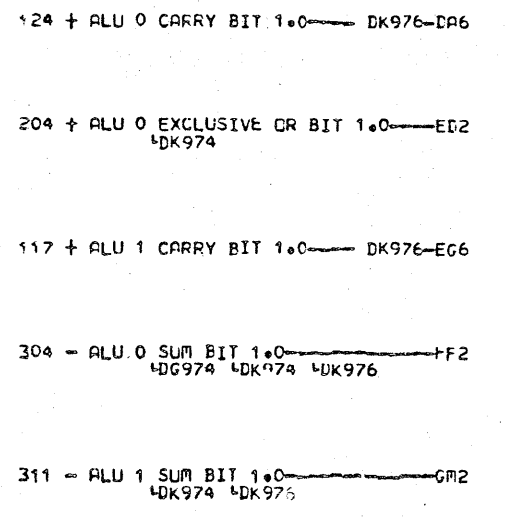 124 + ALU 0 CARRY BIT 1.0 DK976-DA6
204 + ALU 0 EXCLUSIVE OR BIT 1.0 ED2
DK974
117 + ALU 1 CARRY BIT 1.0 DK976-EG6
304 - ALU 0 SUM BIT 1.0 F2
DG974 DK974 DK976
311 - ALU 1 SUM BIT 1.0 GM2
DK974 DK976